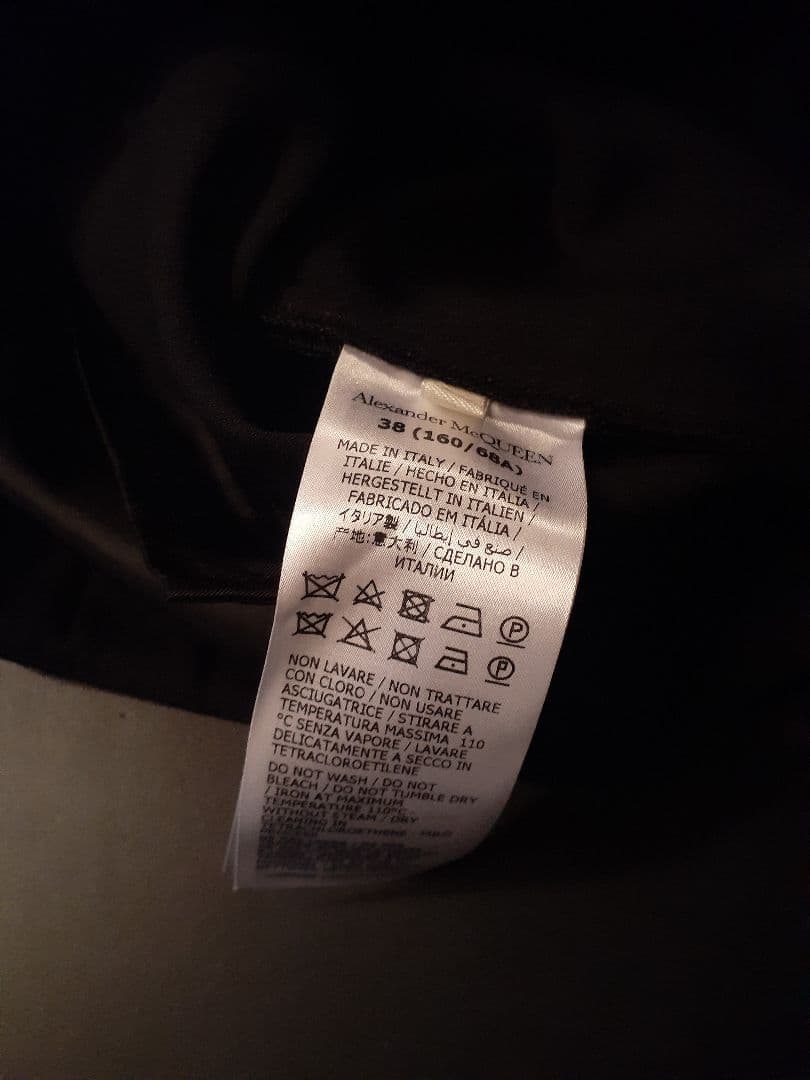 Alexander McQUEEN
38 (160/68A)
MADE IN ITALY / FABRIQUÉ EN
ITALIE / HECHO EN ITALIA /
HERGESTELLT IN ITALIEN /
FABRICADO EM ITÁLIA /
イタリア製 / صنع في إيطاليا /
产地:意大利 / СДЕЛАНО В
ИТАЛИИ
P
P
NON LAVARE / NON TRATTARE
CON CLORO / NON USARE
ASCIUGATRICE / STIRARE A
TEMPERATURA MASSIMA 110
°C SENZA VAPORE / LAVARE
DELICATAMENTE A SECCO IN
TETRACLOROETILENE
DO NOT WASH / DO NOT
BLEACH / DO NOT TUMBLE DRY
/ IRON AT MAXIMUM
TEMPERATURE 110°C
WITHOUT STEAM / DRY
CLEANING IN
TETRACHLOROETHENE